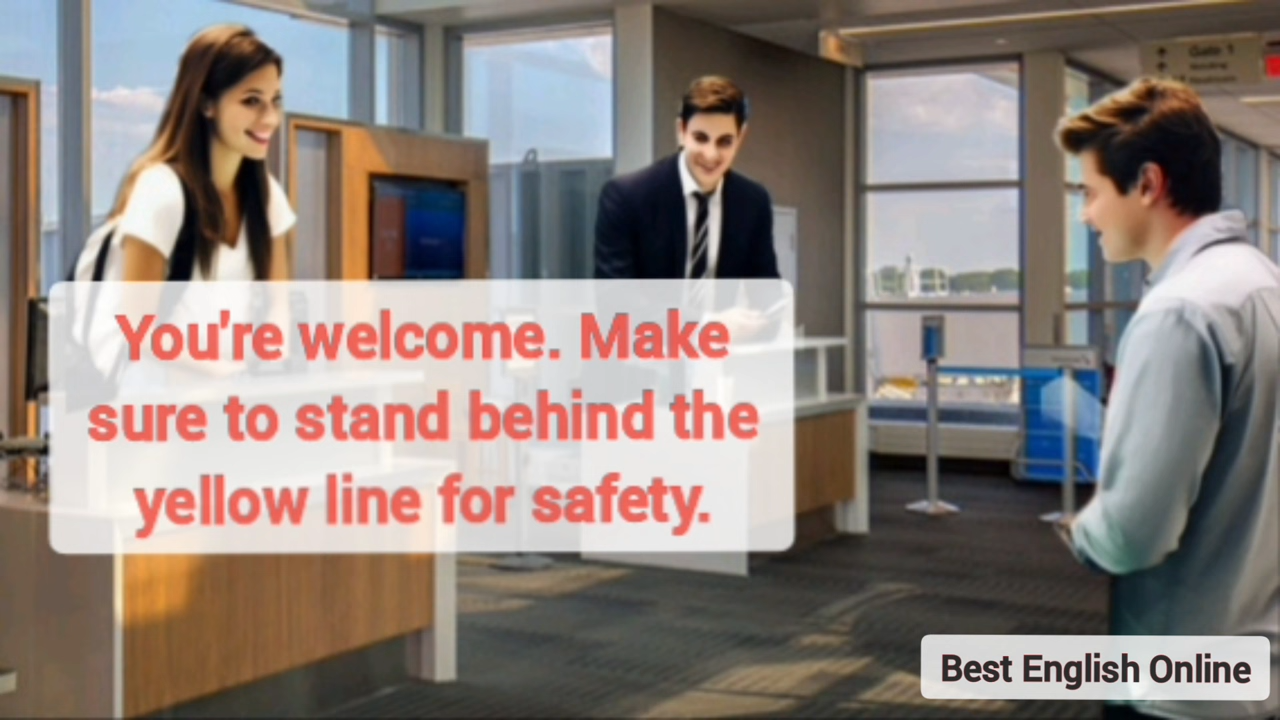 Gate 1
You're welcome. Make
sure to stand behind the
yellow line for safety.
Best English Online